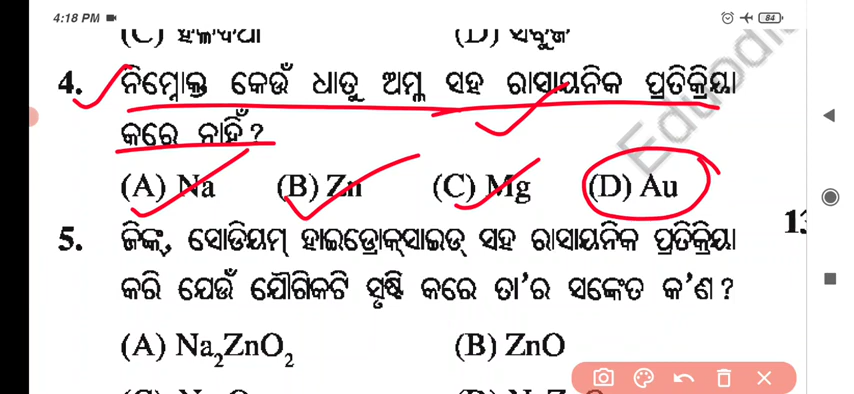 4:18 PM
84
4. ନିମ୍ନୋକ୍ତ କେଉଁ ଧାତୁ ଅମ୍ଳ ସହ ରାସାୟନିକ ପ୍ରତିକ୍ରିୟା
କରେ ନାହିଁ ?
(A) Na (B) Zn (C) Mg (D) Au
13
5. ଜିଙ୍କ୍, ସୋଡିୟମ୍ ହାଇଡ୍ରୋକ୍ସାଇଡ୍ ସହ ରାସାୟନିକ ପ୍ରତିକ୍ରିୟା
କରି ଯେଉଁ ଯୌଗିକଟି ସୃଷ୍ଟି କରେ ତା'ର ସଙ୍କେତ କ'ଣ ?
(A) Na₂ZnO₂ (B) ZnO